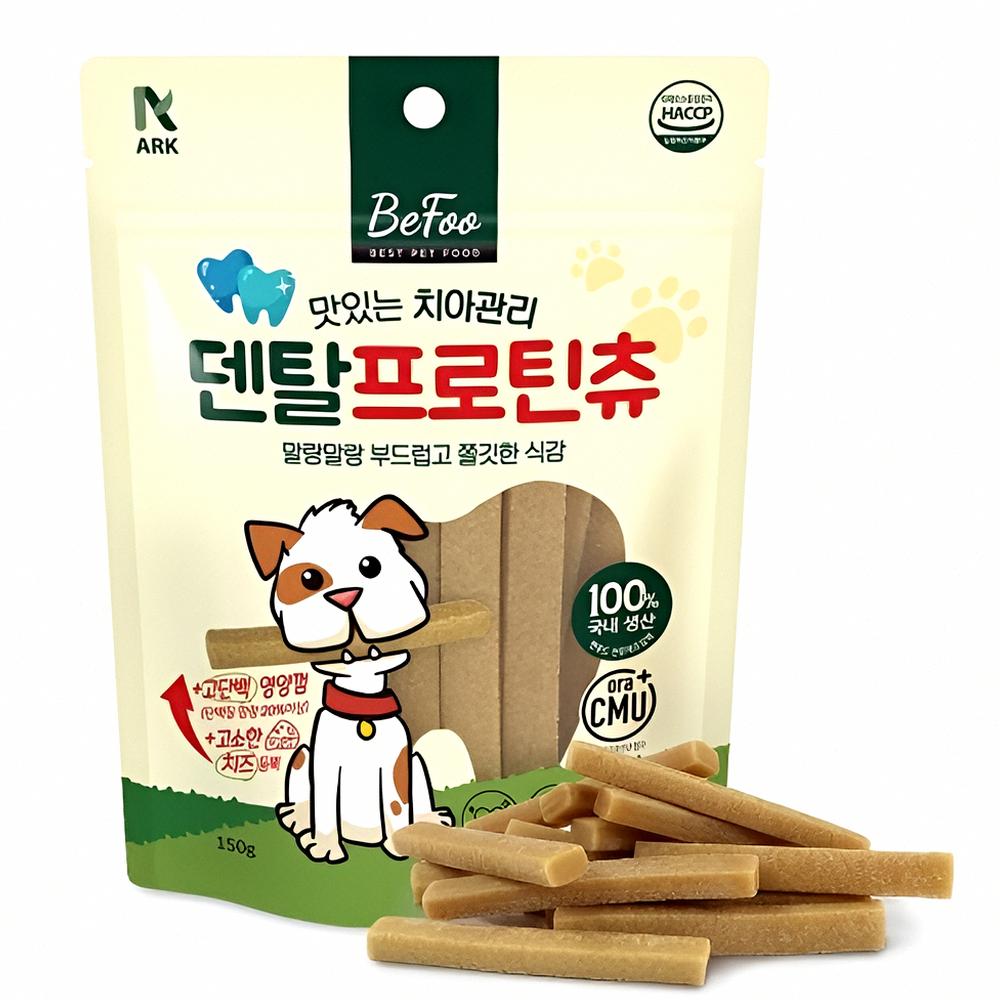 ARK
HACCP
BeFoo
BEST PET FOOD
맛있는 치아관리
덴탈프로틴츄
말랑말랑 부드럽고 쫄깃한 식감
100%
국내 생산
+고단백 영양껌
+고소한
치즈
ora+
CMU
150g